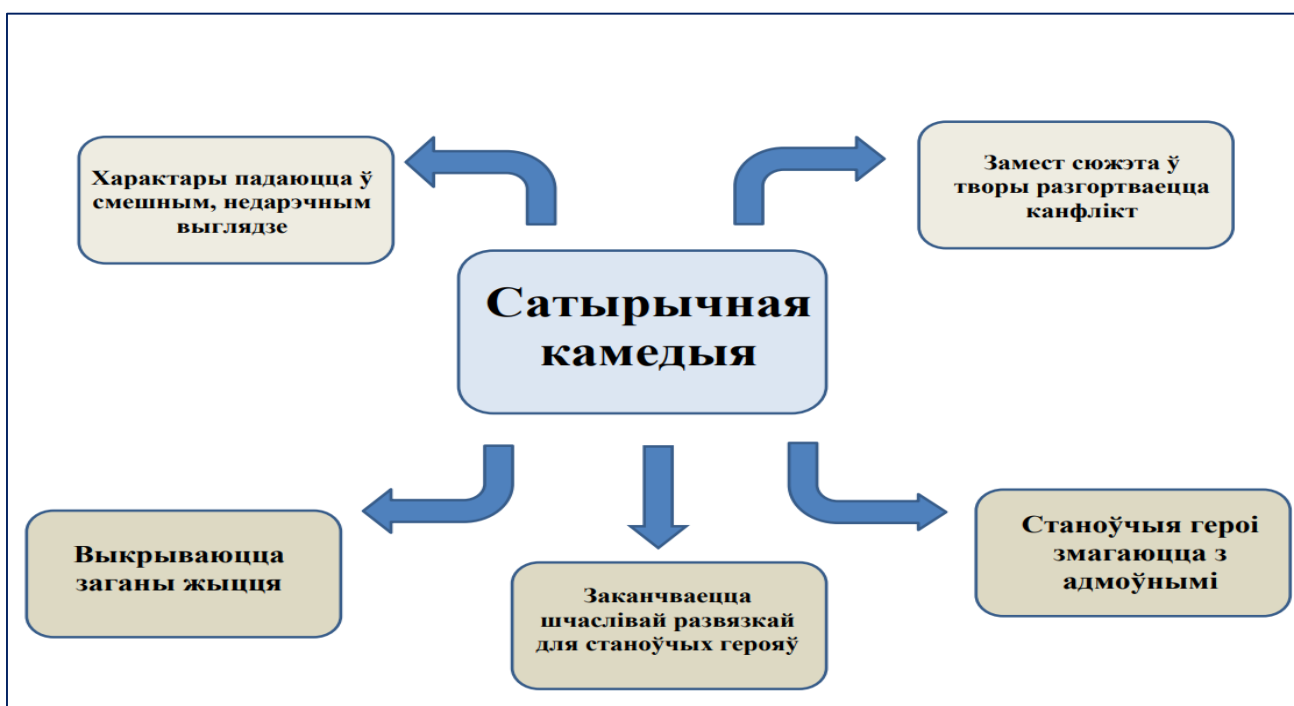 Характары падаюцца ў
смешным, недарэчным
выглядзе
Замест сюжэта ў
творы разгортваецца
канфлікт
Сатырычная
камедыя
Выкрываюцца
заганы жыцця
Заканчваецца
шчаслівай развязкай
для станоўчых герояў
Станоўчыя героі
змагаюцца з
адмоўнымі